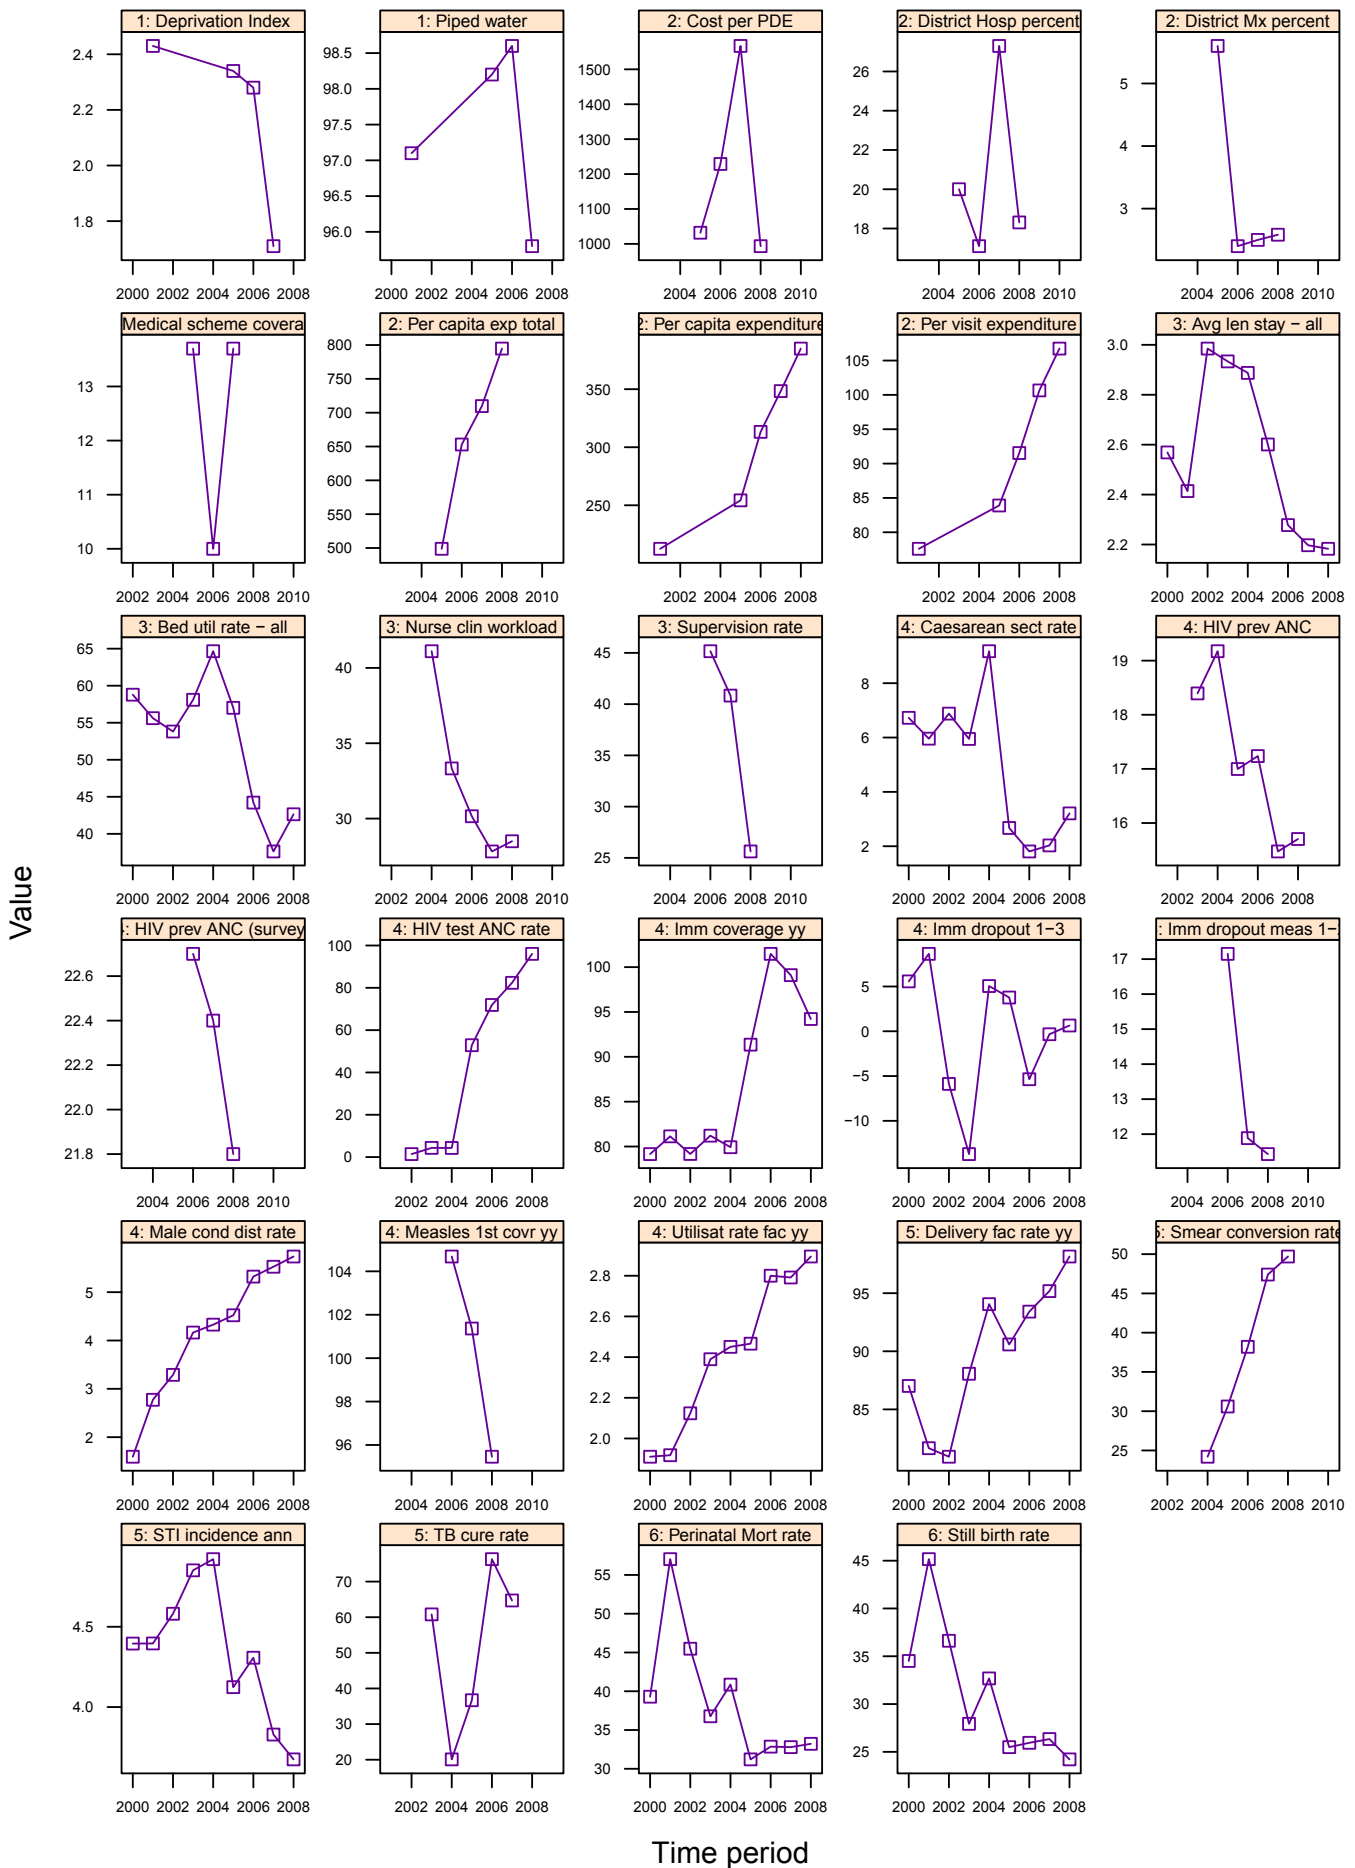 1: Deprivation Index 1: Piped water 2: Cost per PDE 2: District Hosp percent 2: District Mx percent
2.4 98.5 1500 26 5
2.2 98.0 1400 24 4
2.0 97.5 1300 22 3
1.8 97.0 1200 20
96.5 1100 18
96.0 1000
2000 2002 2004 2006 2008 2000 2002 2004 2006 2008 2004 2006 2008 2010 2004 2006 2008 2010 2004 2006 2008 2010
Medical scheme covera 2: Per capita exp total 2: Per capita expenditure 2: Per visit expenditure 3: Avg len stay − all
13 800 350 105 3.0
12 750 300 100 2.8
11 700 250 95 2.6
10 650 90 2.4
600 85 2.2
550 80
500
2002 2004 2006 2008 2010 2004 2006 2008 2010 2002 2004 2006 2008 2002 2004 2006 2008 2000 2002 2004 2006 2008
3: Bed util rate − all 3: Nurse clin workload 3: Supervision rate 4: Caesarean sect rate 4: HIV prev ANC
65 40 45 8 19
60 35 40 6 18
55 30 35 4 17
50 30 2 16
45 25
40
2000 2002 2004 2006 2008 2002 2004 2006 2008 2010 2004 2006 2008 2010 2000 2002 2004 2006 2008 2002 2004 2006 2008
Value
: HIV prev ANC (survey 4: HIV test ANC rate 4: Imm coverage yy 4: Imm dropout 1−3 : Imm dropout meas 1−
22.6 100 100 5 17
22.4 80 95 0 16
22.2 60 90 −5 15
22.0 40 85 −10 14
21.8 20 80 13
0 12
2004 2006 2008 2010 2002 2004 2006 2008 2000 2002 2004 2006 2008 2000 2002 2004 2006 2008 2004 2006 2008 2010
4: Male cond dist rate 4: Measles 1st covr yy 4: Utilisat rate fac yy 5: Delivery fac rate yy 5: Smear conversion rate
5 104 2.8 95 50
4 102 2.6 90 45
3 100 2.4 85 40
2 98 2.2 35
96 2.0 30
25
2000 2002 2004 2006 2008 2004 2006 2008 2010 2000 2002 2004 2006 2008 2000 2002 2004 2006 2008 2002 2004 2006 2008 2010
5: STI incidence ann 5: TB cure rate 6: Perinatal Mort rate 6: Still birth rate
4.5 70 55 45
4.0 60 50 40
50 45 35
40 40 30
30 35 25
20 30
2000 2002 2004 2006 2008 2002 2004 2006 2008 2000 2002 2004 2006 2008 2000 2002 2004 2006 2008
Time period